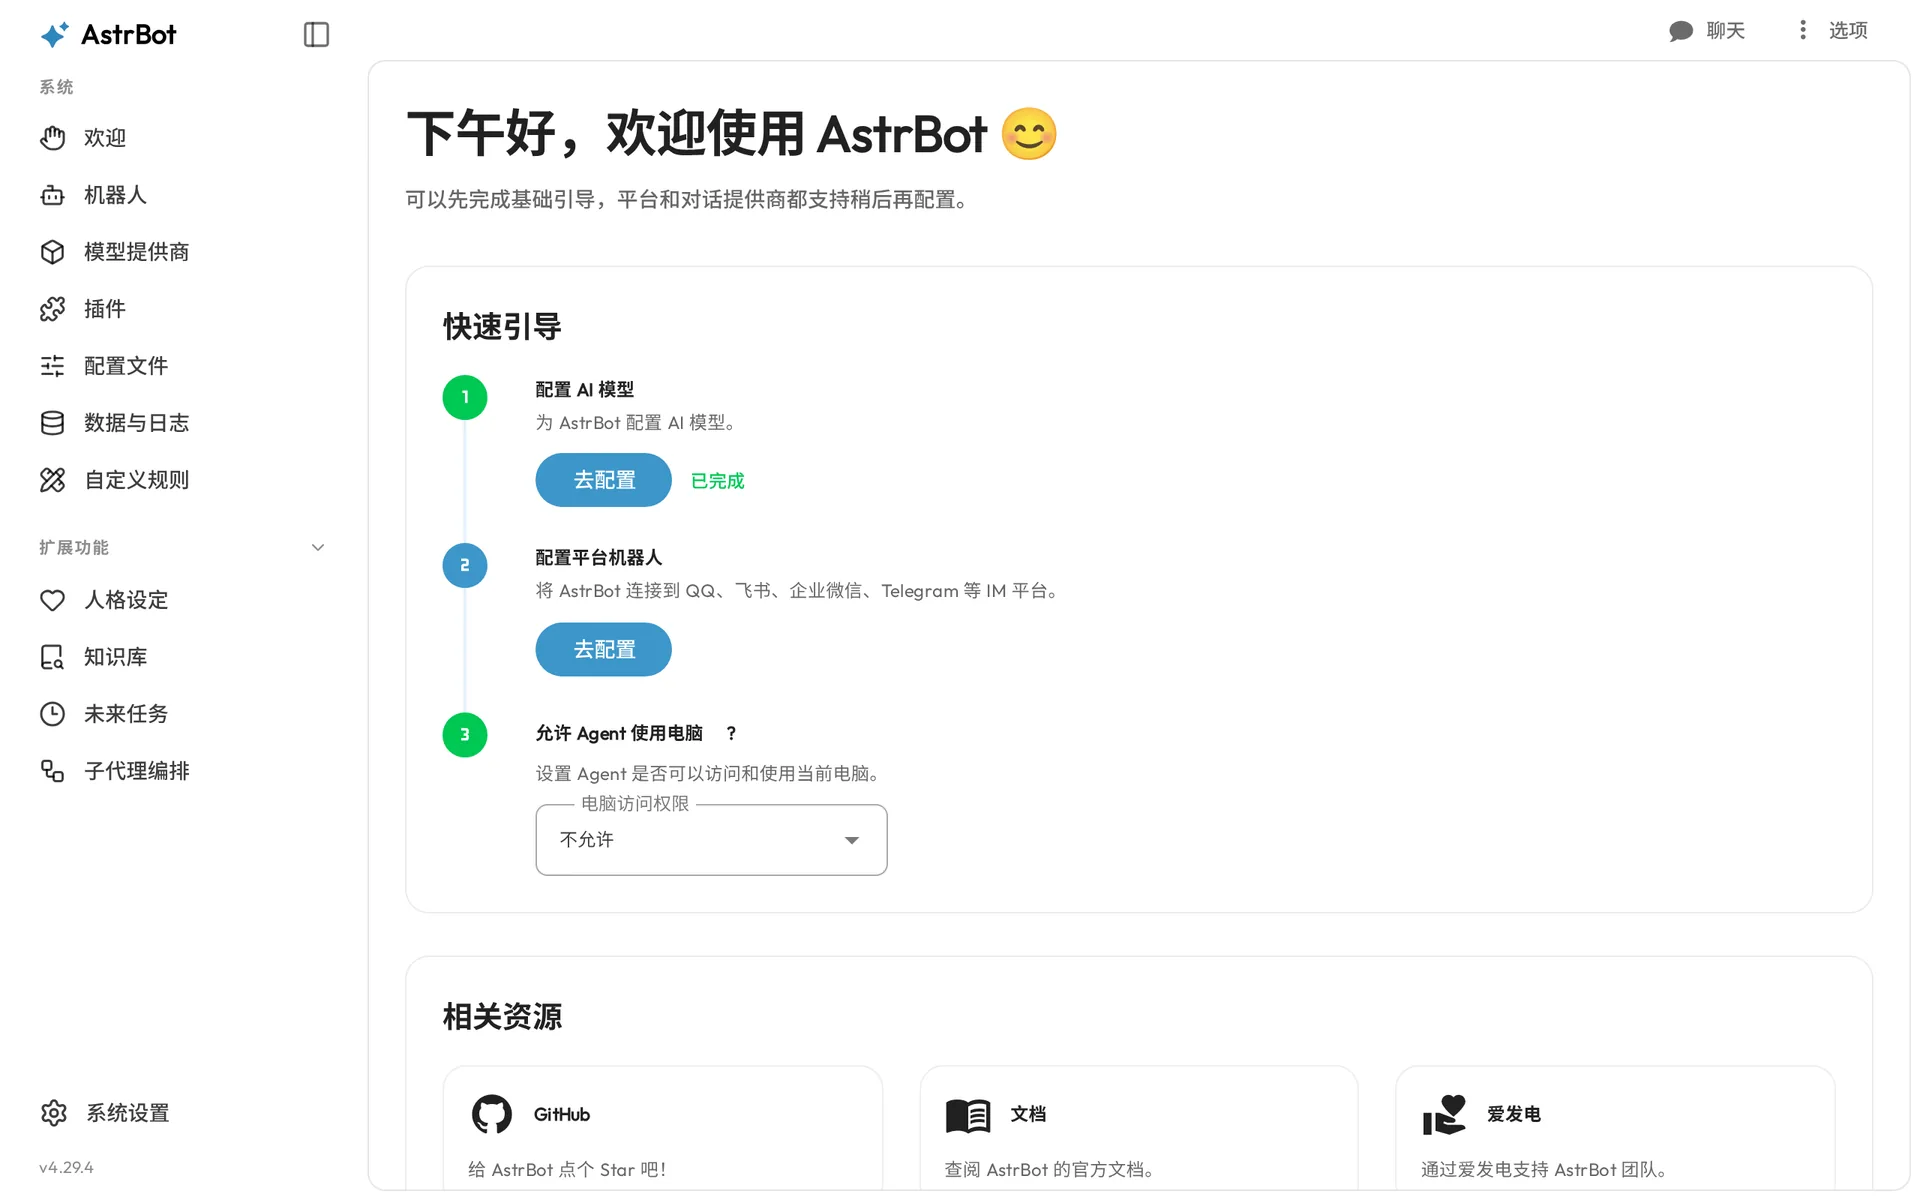 AstrBot
聊天
选项
系统
欢迎
机器人
模型提供商
插件
配置文件
数据与日志
自定义规则
扩展功能
人格设定
知识库
未来任务
子代理编排
系统设置
v4.29.4
下午好，欢迎使用 AstrBot 😊
可以先完成基础引导，平台和对话提供商都支持稍后再配置。
快速引导
1
配置 AI 模型
为 AstrBot 配置 AI 模型。
去配置
已完成
2
配置平台机器人
将 AstrBot 连接到 QQ、飞书、企业微信、Telegram 等 IM 平台。
去配置
3
允许 Agent 使用电脑 ?
设置 Agent 是否可以访问和使用当前电脑。
电脑访问权限
不允许
相关资源
GitHub
给 AstrBot 点个 Star 吧！
文档
查阅 AstrBot 的官方文档。
爱发电
通过爱发电支持 AstrBot 团队。